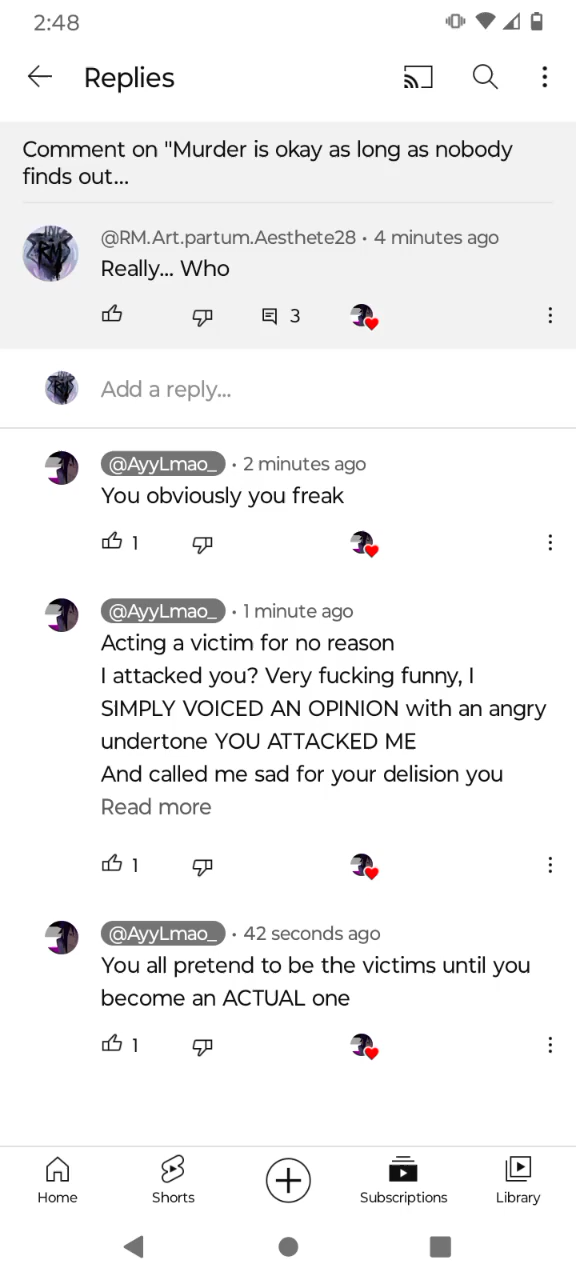 2:48
Replies
Comment on "Murder is okay as long as nobody
finds out...
@RM.Art.partum.Aesthete28 · 4 minutes ago
Really... Who
3
Add a reply...
@AyyLmao_ · 2 minutes ago
You obviously you freak
1
@AyyLmao_ · 1 minute ago
Acting a victim for no reason
I attacked you? Very fucking funny, I
SIMPLY VOICED AN OPINION with an angry
undertone YOU ATTACKED ME
And called me sad for your delision you
Read more
1
@AyyLmao_ · 42 seconds ago
You all pretend to be the victims until you
become an ACTUAL one
1
Home
Shorts
Subscriptions
Library